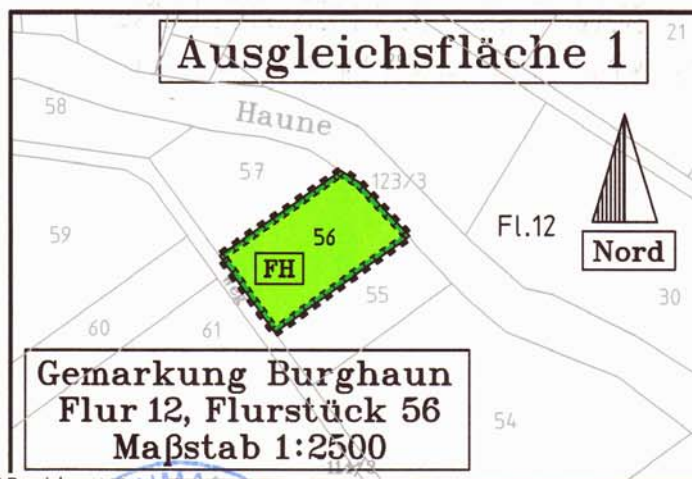 Ausgleichsfläche 1
21
58
Haune
57
123/3
59
56
Fl.12
FH
Nord
55
30
60
61
Gemarkung Burghaun
Flur 12, Flurstück 56
Maßstab 1:2500
54